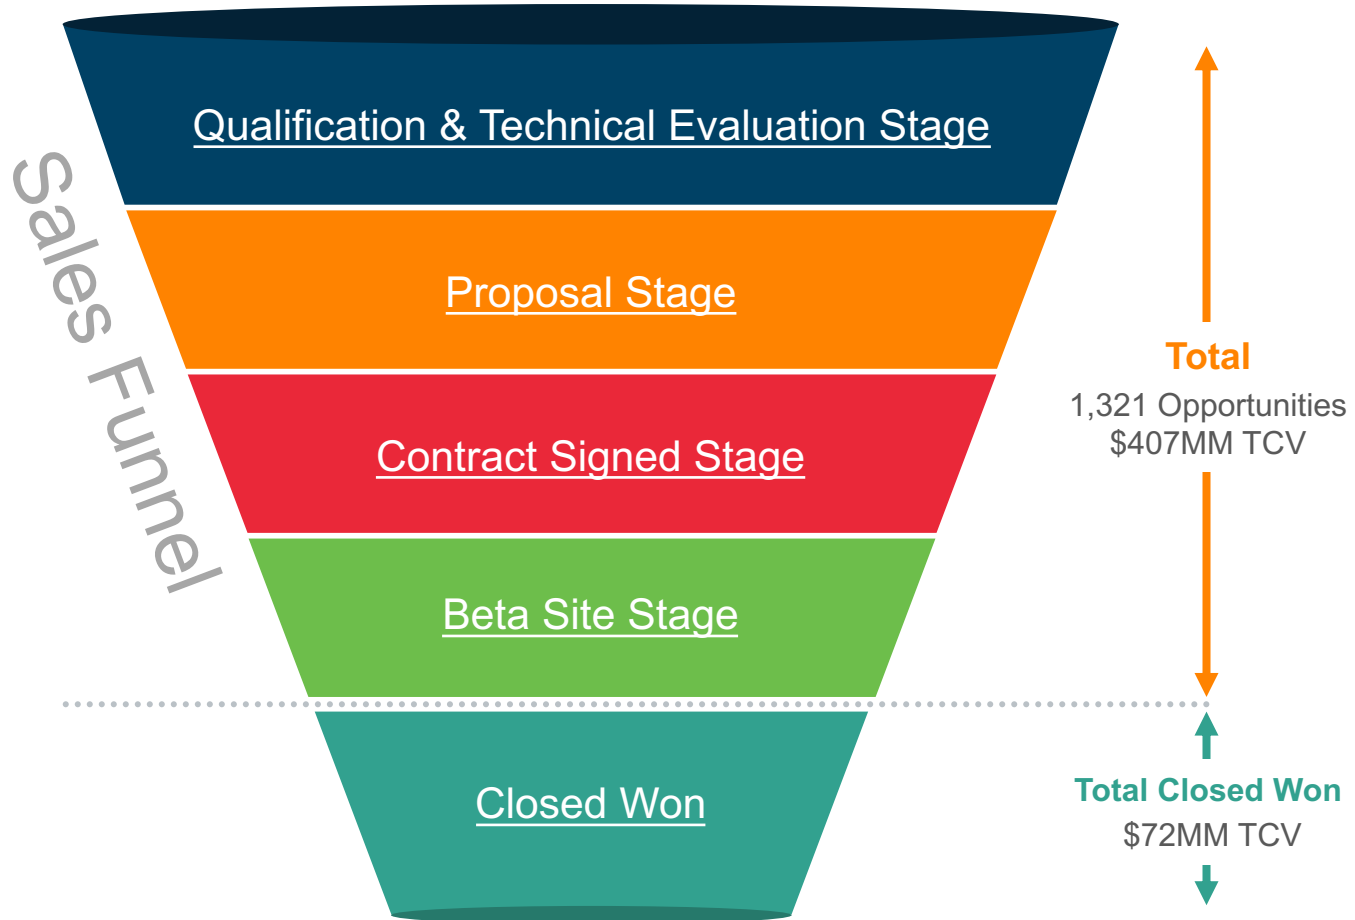 Sales Funnel
Qualification & Technical Evaluation Stage
Proposal Stage
Contract Signed Stage
Beta Site Stage
Closed Won
Total
1,321 Opportunities
$407MM TCV
Total Closed Won
$72MM TCV